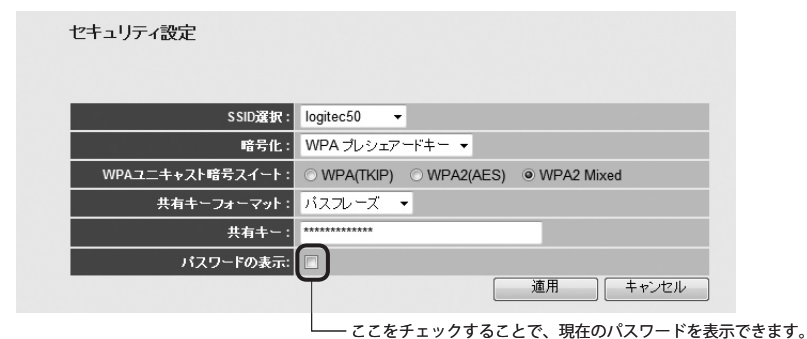 セキュリティ設定
SSID選択： logitec50
暗号化： WPA プレシェアードキー
WPAユニキャスト暗号スイート： WPA(TKIP) WPA2(AES) WPA2 Mixed
共有キーフォーマット： パスフレーズ
共有キー： *************
パスワードの表示:
適用 キャンセル
ここをチェックすることで、現在のパスワードを表示できます。